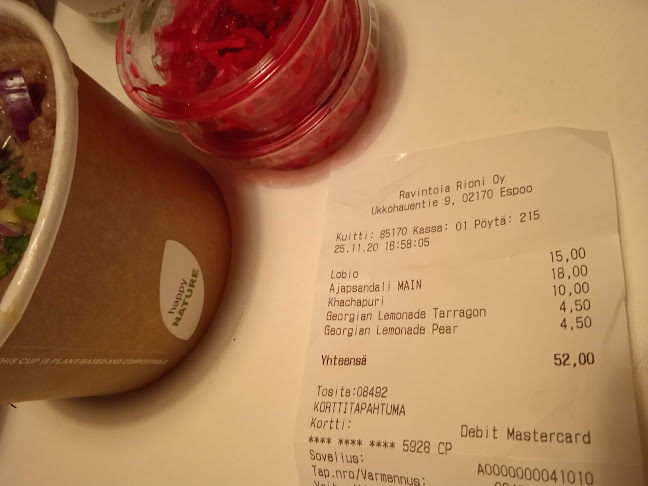 Ravintola Rioni Oy
Ukkohauentie 9, 02170 Espoo
Kuitti: 85170 Kassa: 01 Pöytä: 215
25.11.20 16:58:05
Lobio 15,00
Ajapsandali MAIN 18,00
Khachapuri 10,00
Georgian Lemonade Tarragon 4,50
Georgian Lemonade Pear 4,50
Yhteensä 52,00
Tosite:08492
KORTTITAPAHTUMA
Kortti: Debit Mastercard
**** **** **** 5928 CP
Sovellus: A0000000041010
Tap.nro/Varmennus:
happy
NATURE
THIS CUP IS PLANT-BASED AND COMPOSTABLE